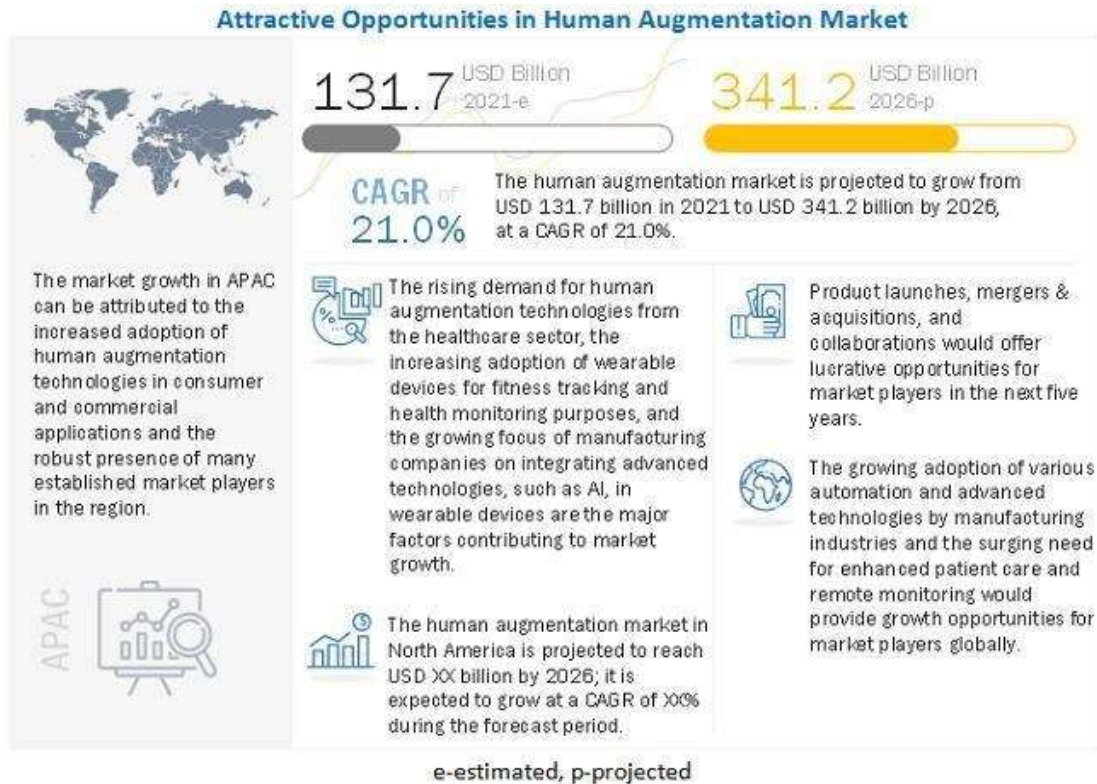 Attractive Opportunities in Human Augmentation Market
131.7
USD Billion
2021-e
341.2
USD Billion
2026-p
CAGR of
21.0%
The human augmentation market is projected to grow from
USD 131.7 billion in 2021 to USD 341.2 billion by 2026,
at a CAGR of 21.0%.
The market growth in APAC
can be attributed to the
increased adoption of
human augmentation
technologies in consumer
and commercial
applications and the
robust presence of many
established market players
in the region.
APAC
%
The rising demand for human
augmentation technologies from
the healthcare sector, the
increasing adoption of wearable
devices for fitness tracking and
health monitoring purposes, and
the growing focus of manufacturing
companies on integrating advanced
technologies, such as AI, in
wearable devices are the major
factors contributing to market
growth.
$
The human augmentation market in
North America is projected to reach
USD XX billion by 2026; it is
expected to grow at a CAGR of XX%
during the forecast period.
Product launches, mergers &
acquisitions, and
collaborations would offer
lucrative opportunities for
market players in the next five
years.
The growing adoption of various
automation and advanced
technologies by manufacturing
industries and the surging need
for enhanced patient care and
remote monitoring would
provide growth opportunities for
market players globally.
e-estimated, p-projected